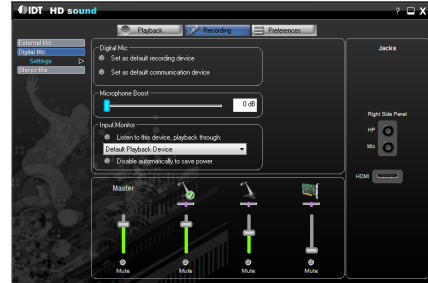 IDT HD sound
?
X
Playback
Recording
Preferences
External Mic
Digital Mic
Settings
Stereo Mix
Digital Mic
Set as default recording device
Set as default communication device
Microphone Boost
0 dB
Input Monitor
Listen to this device, playback through:
Default Playback Device
Disable automatically to save power
Master
Mute
Mute
Mute
Mute
Jacks
Right Side Panel
HP
Mic
HDMI